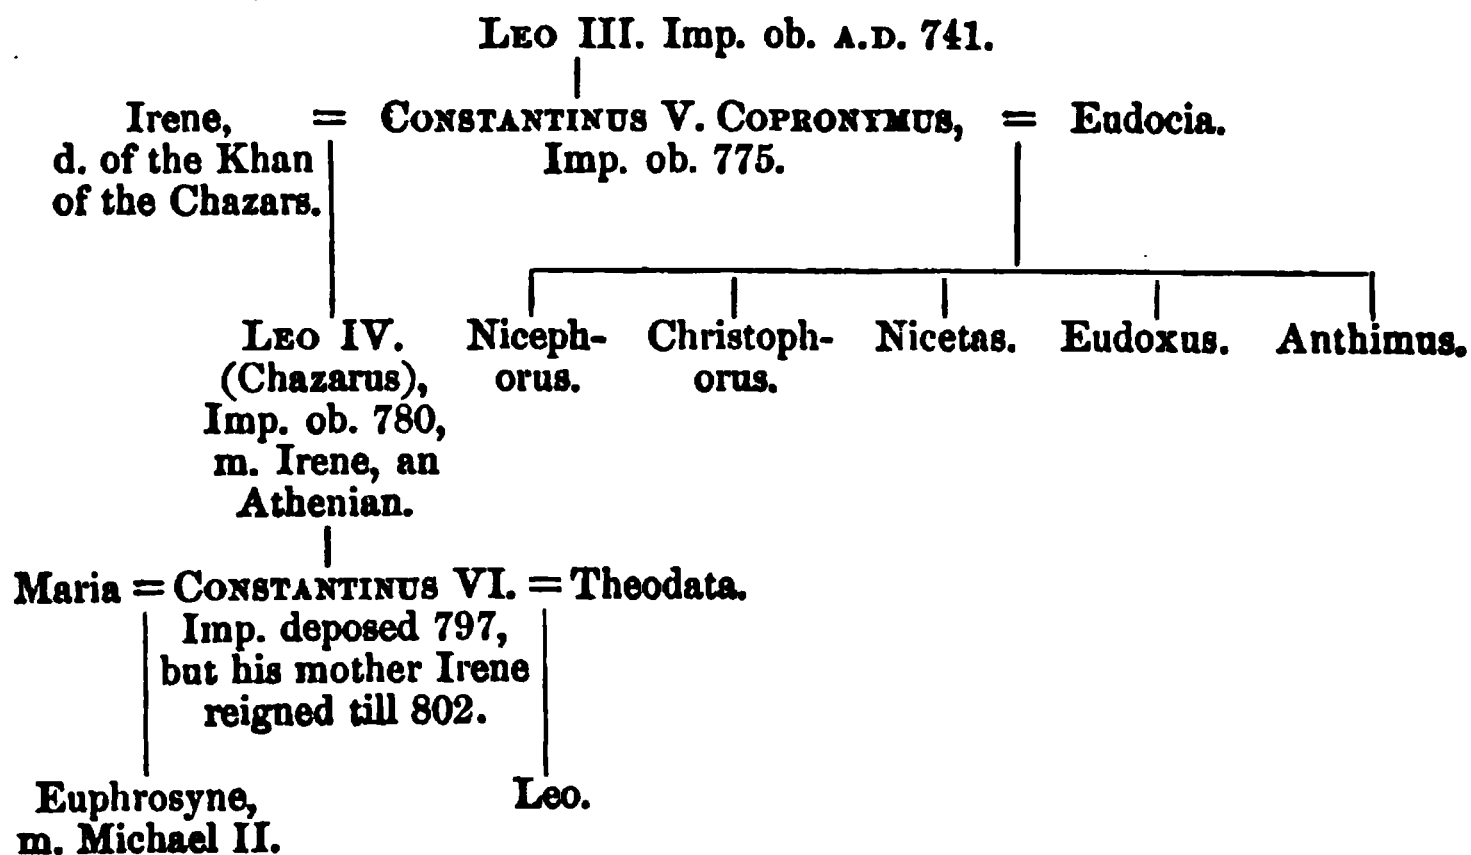 LEO III. Imp. ob. A.D. 741.
Irene, = CONSTANTINUS V. COPRONYMUS, = Eudocia.
d. of the Khan Imp. ob. 775.
of the Chazars.
LEO IV. Niceph- Christoph- Nicetas. Eudoxus. Anthimus.
(Chazarus), orus. orus.
Imp. ob. 780,
m. Irene, an
Athenian.
Maria = CONSTANTINUS VI. = Theodata.
Imp. deposed 797,
but his mother Irene
reigned till 802.
Euphrosyne, Leo.
m. Michael II.